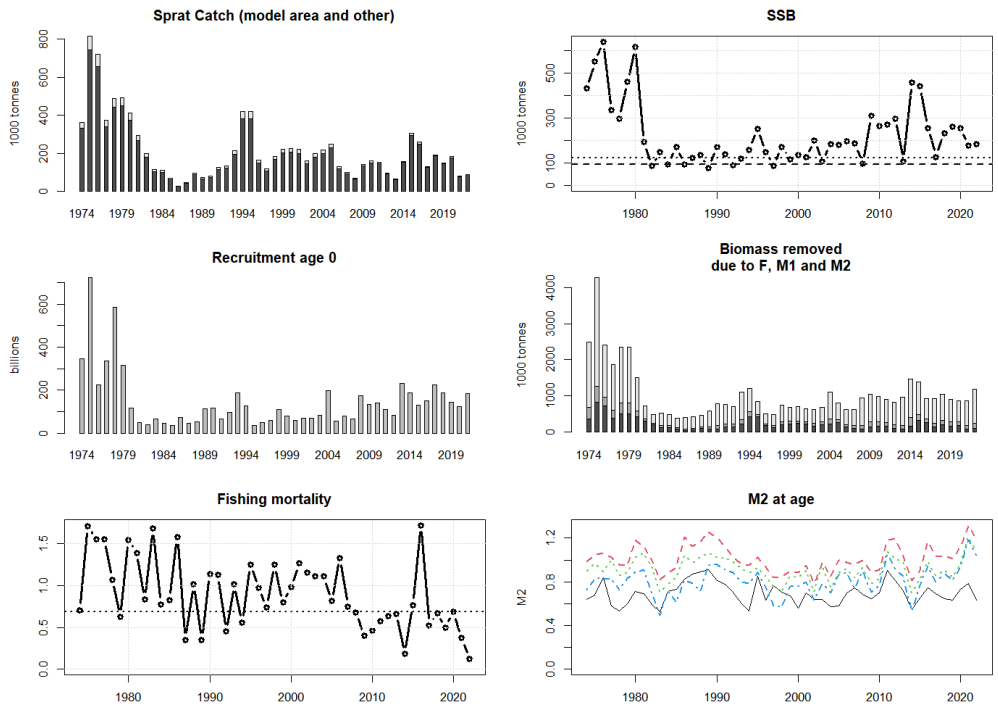 Sprat Catch (model area and other)
1000 tonnes
0 200 400 600 800
1974 1979 1984 1989 1994 1999 2004 2009 2014 2019
SSB
1000 tonnes
0 100 300 500
1980 1990 2000 2010 2020
Recruitment age 0
billions
0 200 400 600
1974 1979 1984 1989 1994 1999 2004 2009 2014 2019
Biomass removed
due to F, M1 and M2
1000 tonnes
0 1000 2000 3000 4000
1974 1979 1984 1989 1994 1999 2004 2009 2014 2019
Fishing mortality
0.0 0.5 1.0 1.5
1980 1990 2000 2010 2020
M2 at age
M2
0.0 0.4 0.8 1.2
1980 1990 2000 2010 2020